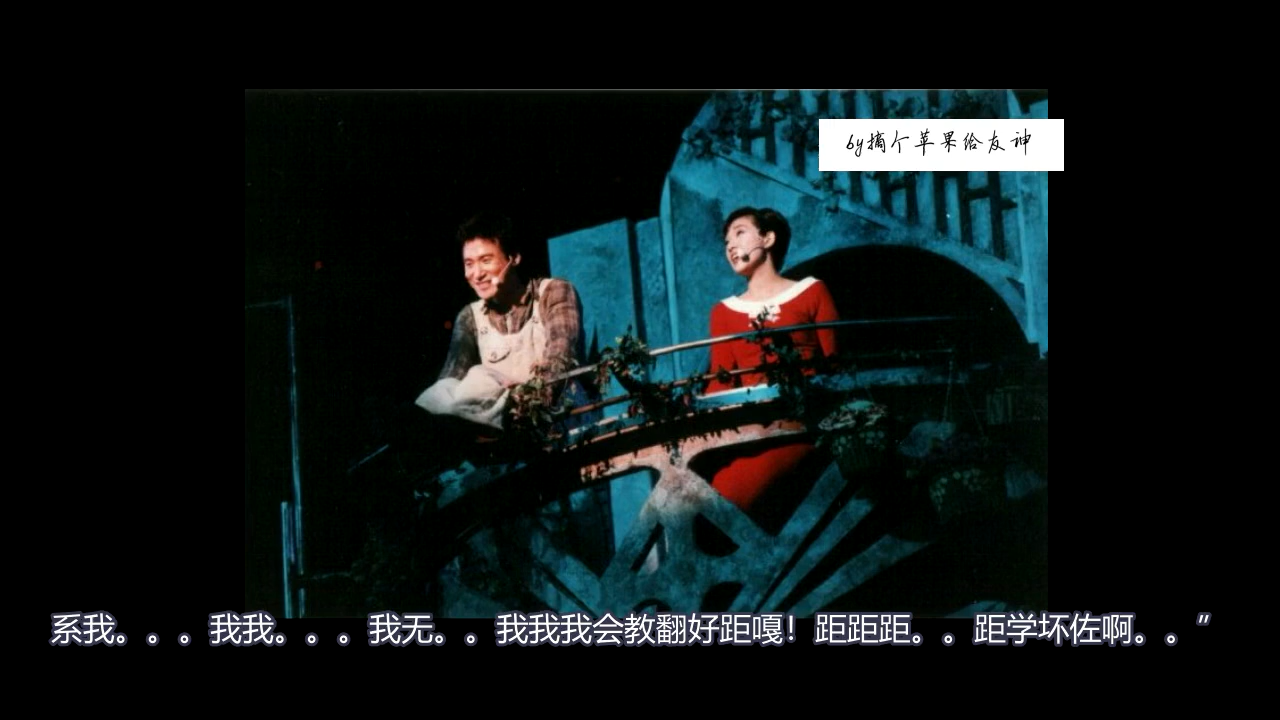 by摘个苹果给友神
系我。。。我我。。。我无。。我我我会教翻好距嘎！距距距。。距学坏佐啊。。”